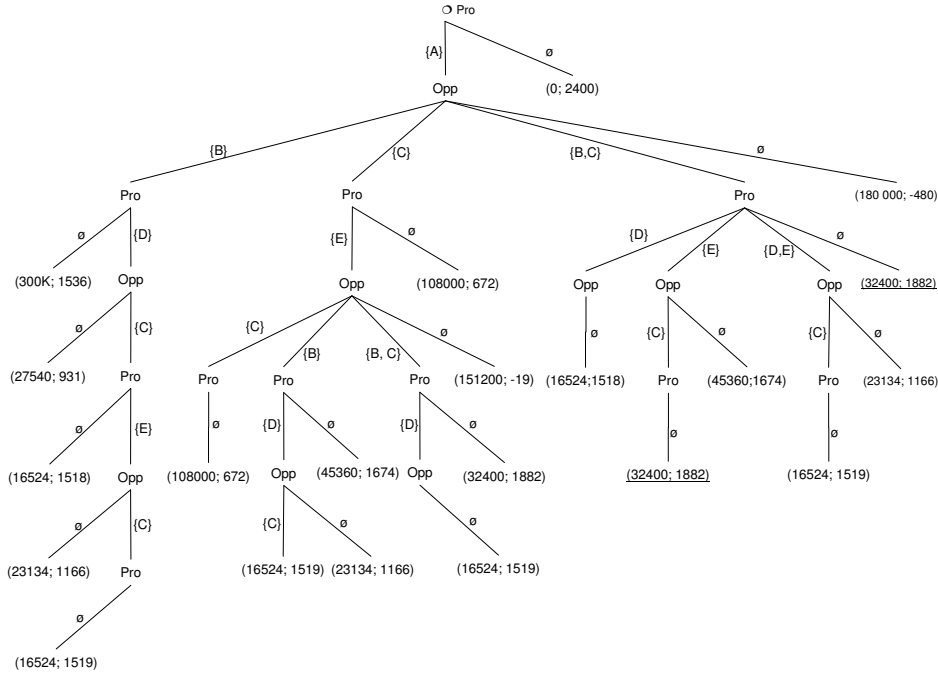 Pro
{A} ø
Opp (0; 2400)
{B} {C} {B,C} ø
Pro Pro Pro (180 000; -480)
ø {D} {E} ø {D} {E} {D,E} ø
(300K; 1536) Opp Opp (108000; 672) Opp Opp Opp (32400; 1882)
ø {C} {C} {B} {B, C} ø ø {C} ø {C} ø
(27540; 931) Pro Pro Pro Pro (151200; -19) (16524;1518) Pro (45360;1674) Pro (23134; 1166)
ø {E} ø {D} ø {D} ø ø ø
(16524; 1518) Opp (108000; 672) Opp (45360; 1674) Opp (32400; 1882) (32400; 1882) (16524; 1519)
ø {C} {C} ø ø
(23134; 1166) Pro (16524; 1519) (23134; 1166) (16524; 1519)
ø
(16524; 1519)